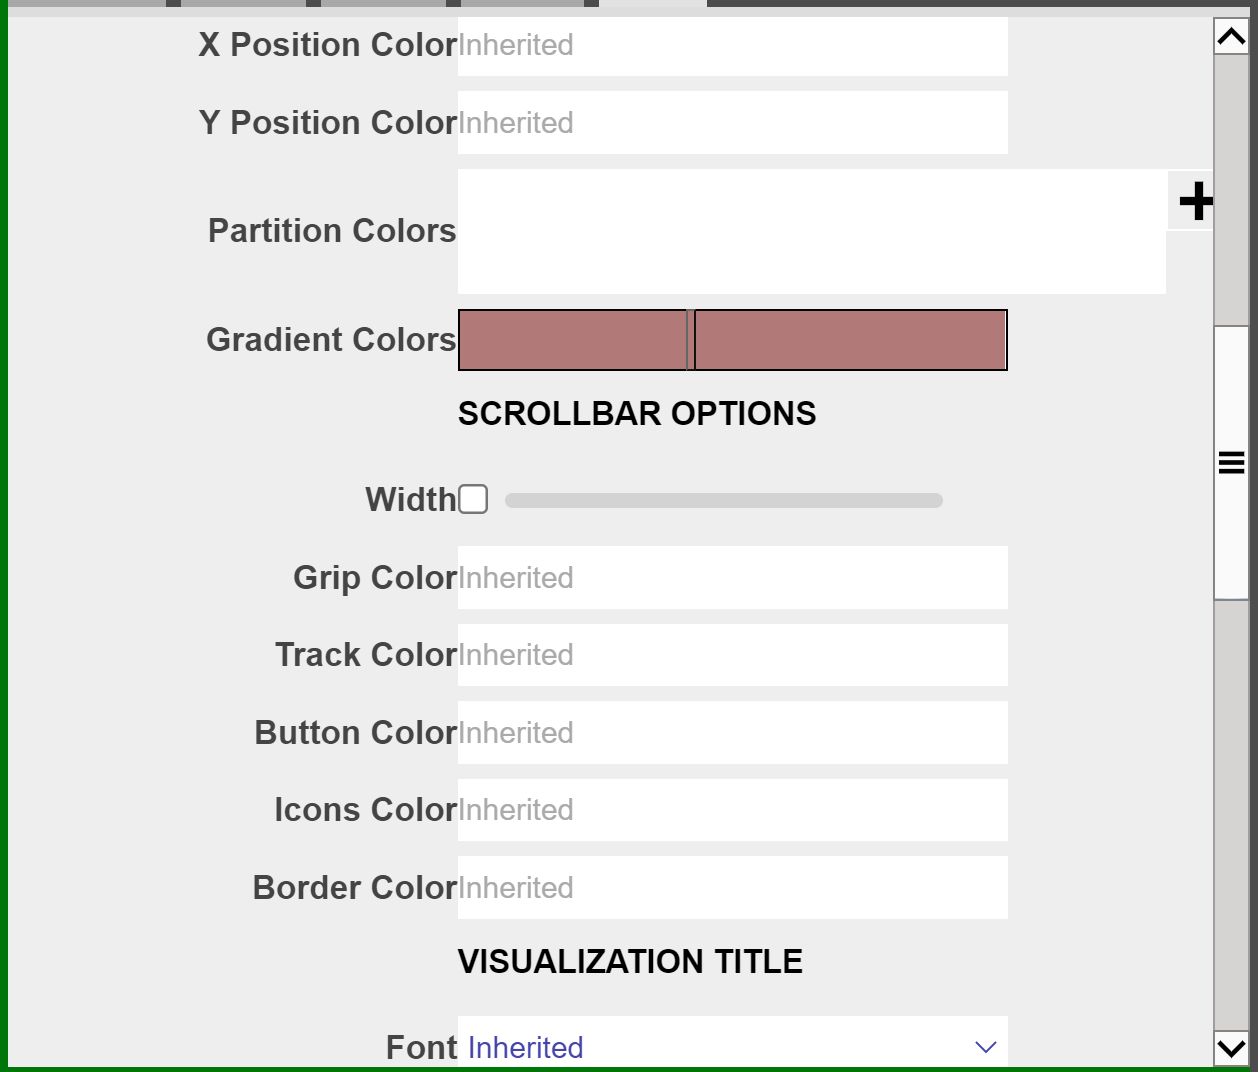 X Position Color Inherited
Y Position Color Inherited
Partition Colors
Gradient Colors
SCROLLBAR OPTIONS
Width
Grip Color Inherited
Track Color Inherited
Button Color Inherited
Icons Color Inherited
Border Color Inherited
VISUALIZATION TITLE
Font Inherited